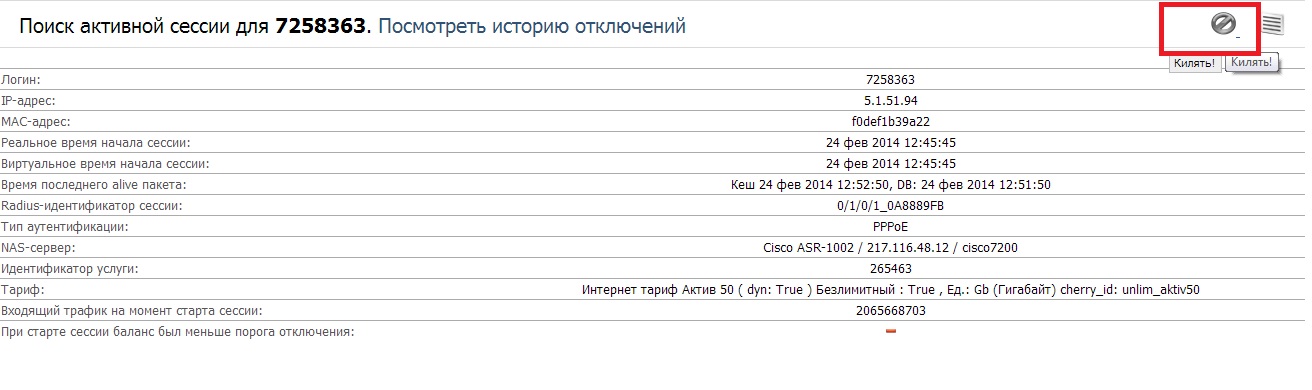 Поиск активной сессии для 7258363. Посмотреть историю отключений
Килять! Килять!
Логин: 7258363
IP-адрес: 5.1.51.94
MAC-адрес: f0def1b39a22
Реальное время начала сессии: 24 фев 2014 12:45:45
Виртуальное время начала сессии: 24 фев 2014 12:45:45
Время последнего alive пакета: Кеш 24 фев 2014 12:52:50, DB: 24 фев 2014 12:51:50
Radius-идентификатор сессии: 0/1/0/1_0A8889FB
Тип аутентификации: PPPoE
NAS-сервер: Cisco ASR-1002 / 217.116.48.12 / cisco7200
Идентификатор услуги: 265463
Тариф: Интернет тариф Актив 50 ( dyn: True ) Безлимитный : True , Ед.: Gb (Гигабайт) cherry_id: unlim_aktiv50
Входящий трафик на момент старта сессии: 2065668703
При старте сессии баланс был меньше порога отключения: